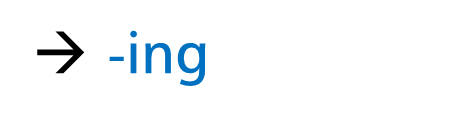 → -ing